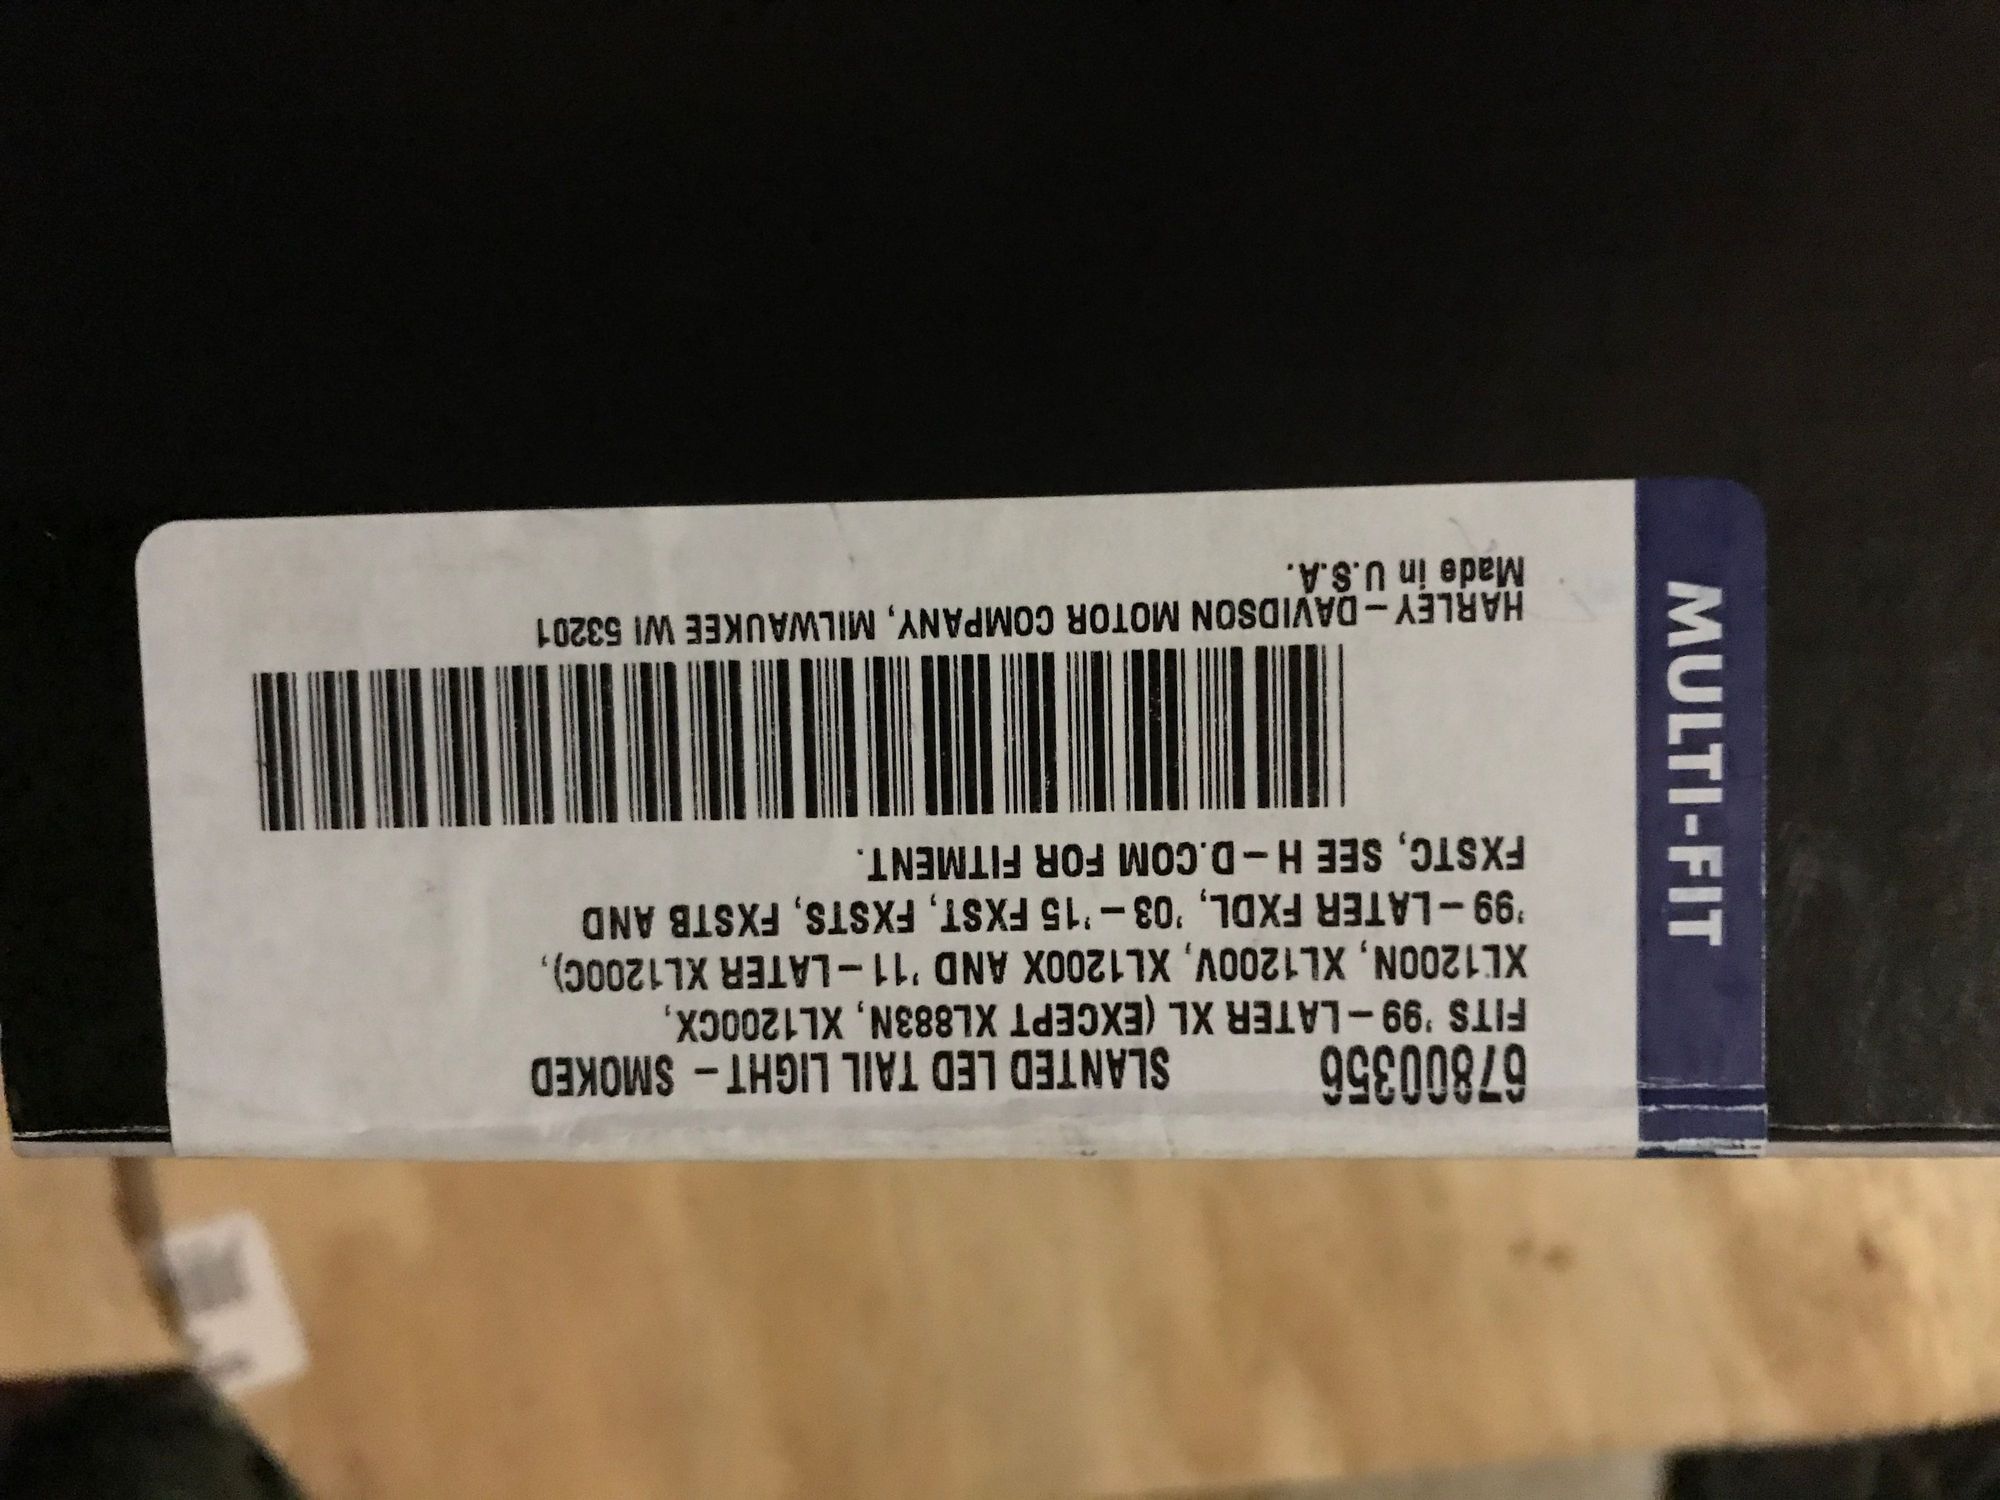 67800356 SLANTED LED TAIL LIGHT - SMOKED
FITS '99-LATER XL (EXCEPT XL883N, XL1200CX,
XL1200N, XL1200V, XL1200X AND '11-LATER XL1200C),
'99-LATER FXDL, '03-'15 FXST, FXSTS, FXSTB AND
FXSTC, SEE H-D.COM FOR FITMENT.
HARLEY-DAVIDSON MOTOR COMPANY, MILWAUKEE WI 53201
Made in U.S.A.
MULTI-FIT